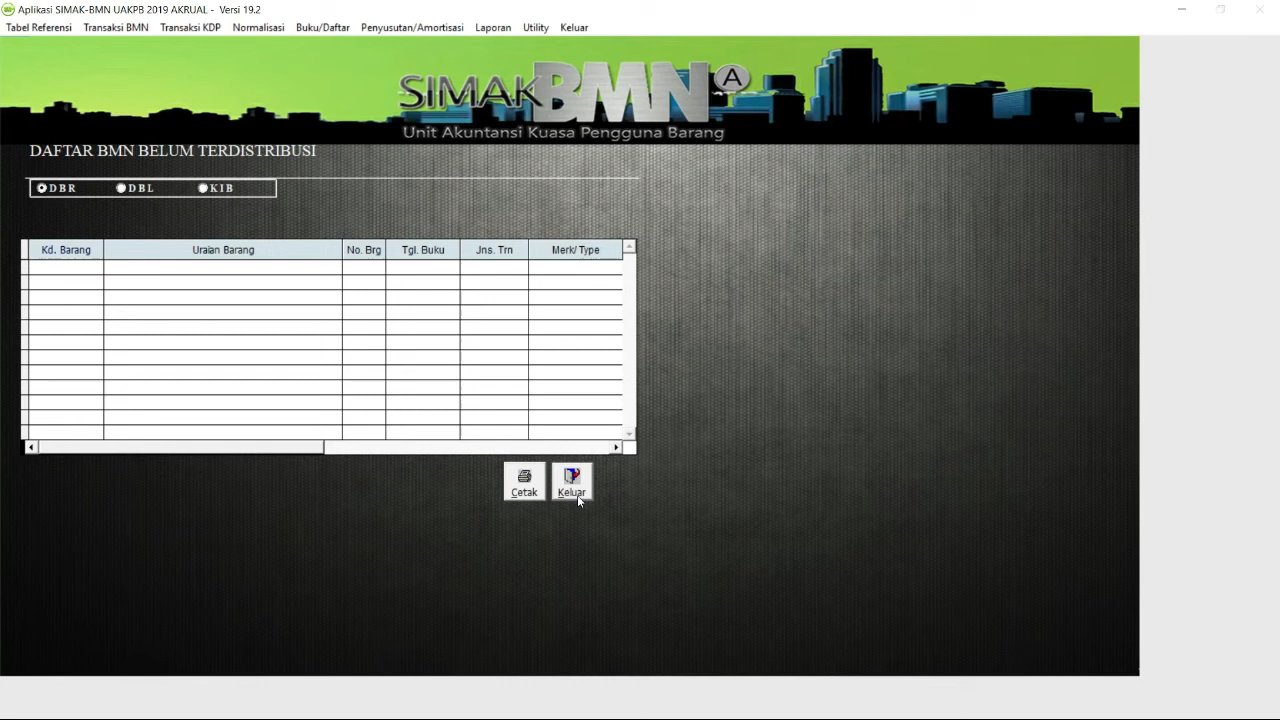 Aplikasi SIMAK-BMN UAKPB 2019 AKRUAL - Versi 19.2
Tabel Referensi Transaksi BMN Transaksi KDP Normalisasi Buku/Daftar Penyusutan/Amortisasi Laporan Utility Keluar
SIMAK BMN A
Unit Akuntansi Kuasa Pengguna Barang
DAFTAR BMN BELUM TERDISTRIBUSI
DBR DBL KIB
Kd. Barang Uraian Barang No. Brg Tgl. Buku Jns. Trn Merk/ Type
Cetak Keluar